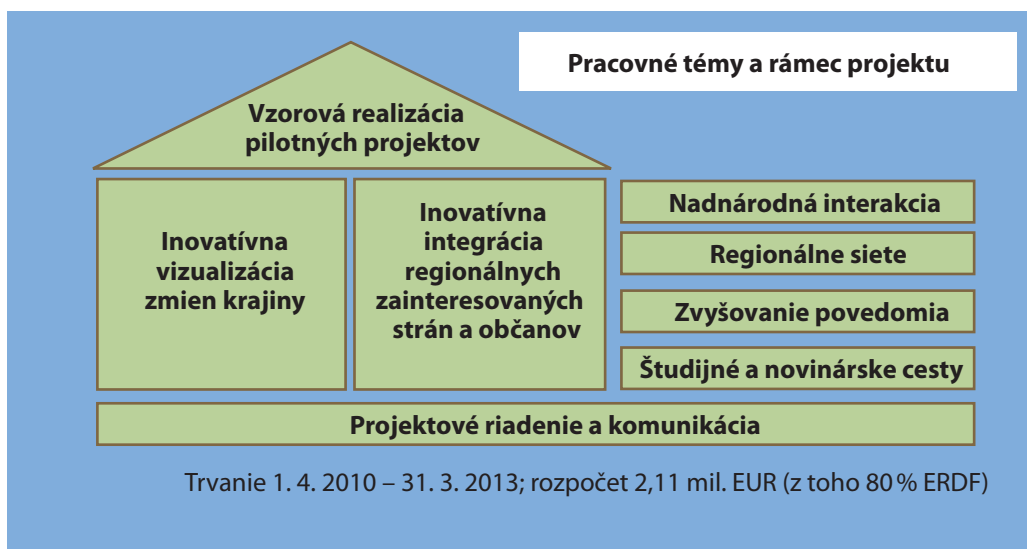 Pracovné témy a rámec projektu
Vzorová realizácia
pilotných projektov
Inovatívna
vizualizácia
zmien krajiny
Inovatívna
integrácia
regionálnych
zainteresovaných
strán a občanov
Nadnárodná interakcia
Regionálne siete
Zvyšovanie povedomia
Študijné a novinárske cesty
Projektové riadenie a komunikácia
Trvanie 1. 4. 2010 – 31. 3. 2013; rozpočet 2,11 mil. EUR (z toho 80 % ERDF)